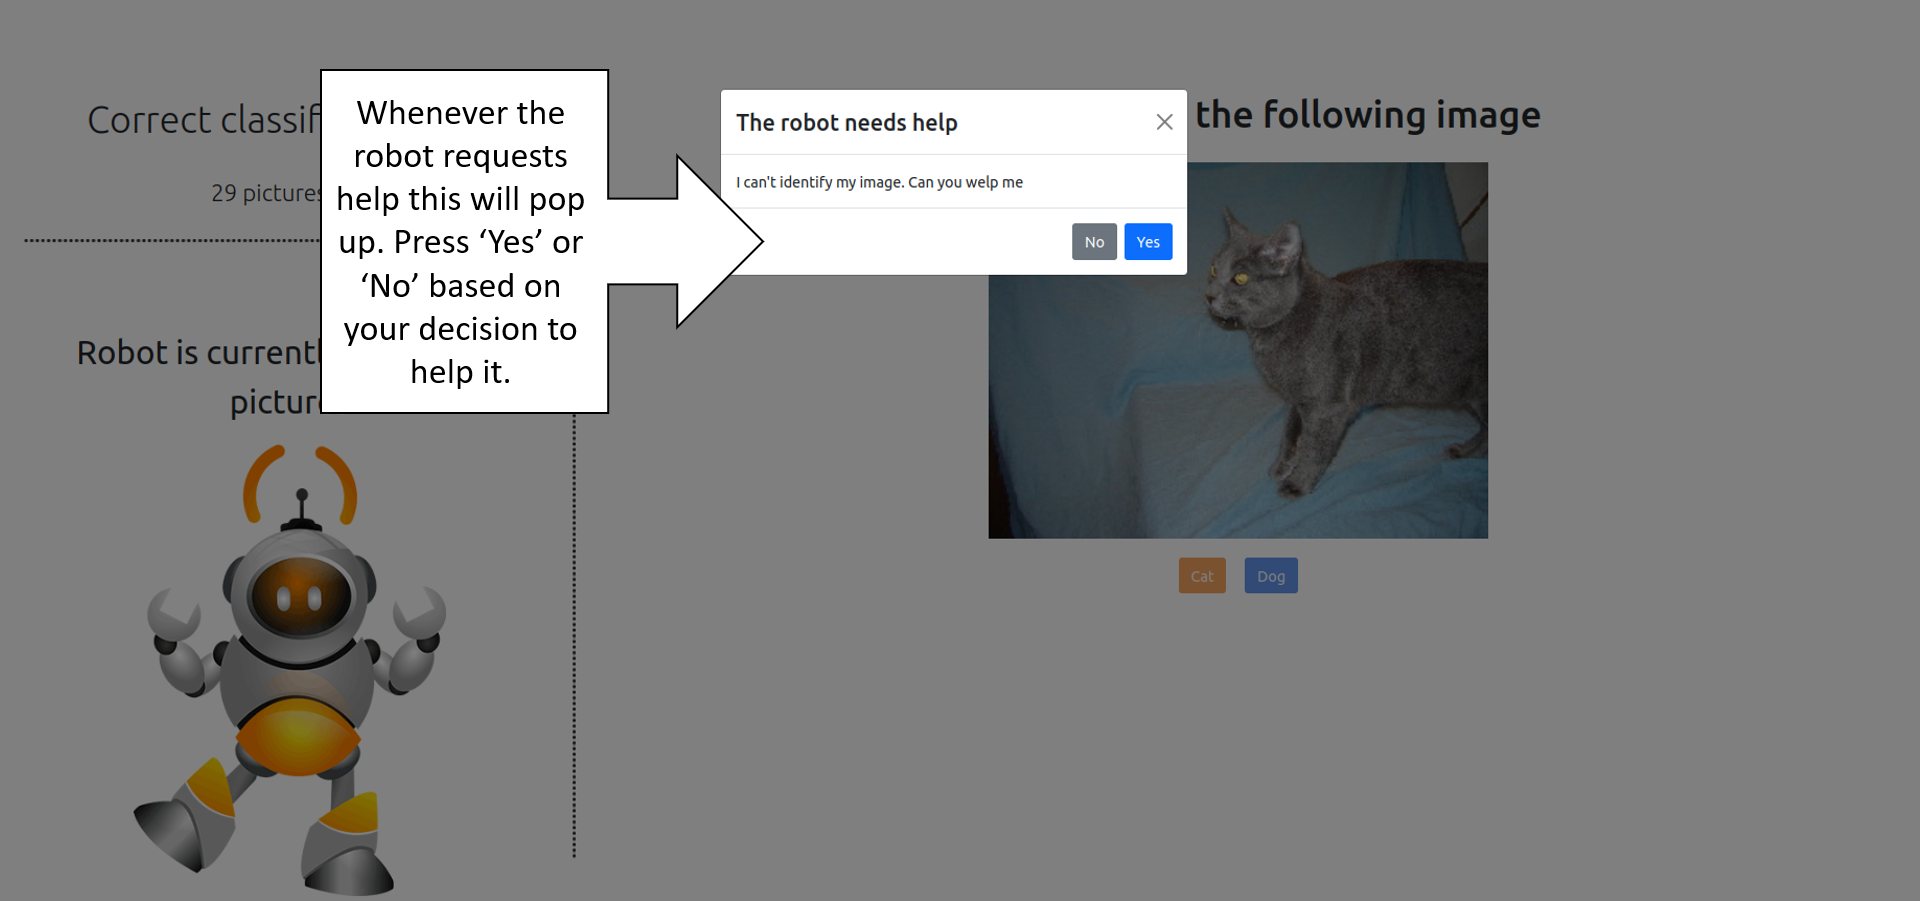 Correct classif
29 pictures
Whenever the
robot requests
help this will pop
up. Press ‘Yes’ or
‘No’ based on
your decision to
help it.
The robot needs help
I can't identify my image. Can you welp me
No Yes
the following image
Robot is currentl
pictur
Cat Dog